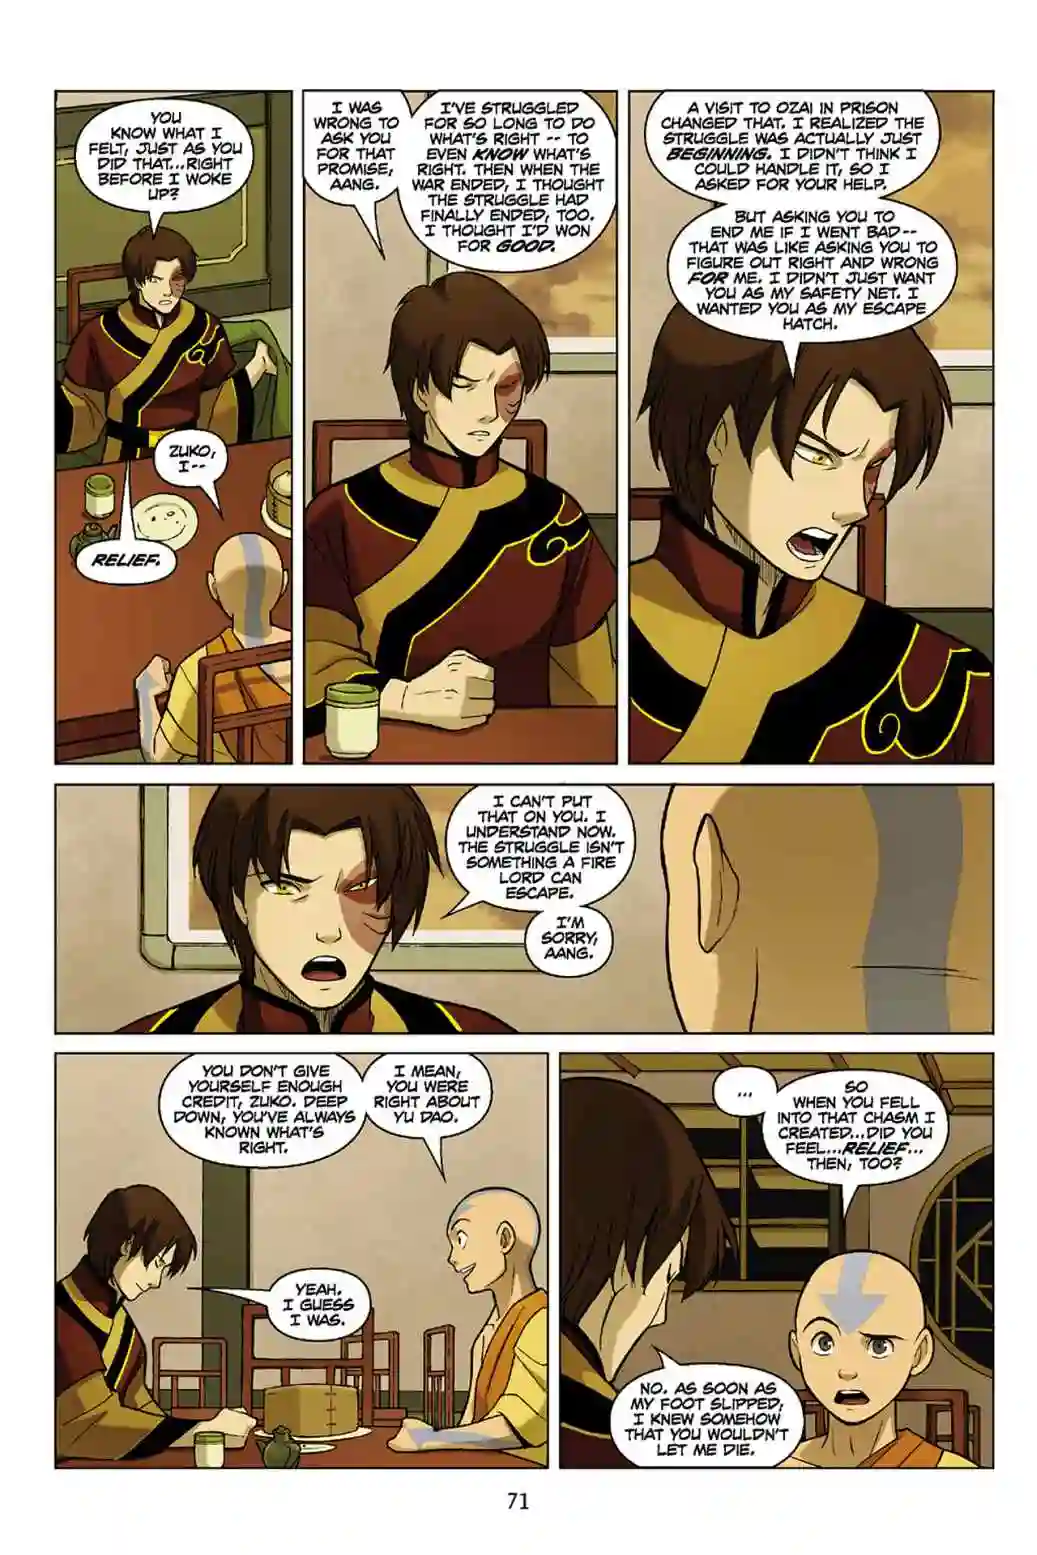 YOU
KNOW WHAT I
FELT, JUST AS YOU
DID THAT...RIGHT
BEFORE I WOKE
UP?
ZUKO,
I--
RELIEF.
I WAS
WRONG TO
ASK YOU
FOR THAT
PROMISE,
AANG.
I'VE STRUGGLED
FOR SO LONG TO DO
WHAT'S RIGHT -- TO
EVEN KNOW WHAT'S
RIGHT. THEN WHEN THE
WAR ENDED, I THOUGHT
THE STRUGGLE HAD
FINALLY ENDED, TOO.
I THOUGHT I'D WON
FOR GOOD.
A VISIT TO OZAI IN PRISON
CHANGED THAT. I REALIZED THE
STRUGGLE WAS ACTUALLY JUST
BEGINNING. I DIDN'T THINK I
COULD HANDLE IT, SO I
ASKED FOR YOUR HELP.
BUT ASKING YOU TO
END ME IF I WENT BAD--
THAT WAS LIKE ASKING YOU TO
FIGURE OUT RIGHT AND WRONG
FOR ME. I DIDN'T JUST WANT
YOU AS MY SAFETY NET. I
WANTED YOU AS MY ESCAPE
HATCH.
I CAN'T PUT
THAT ON YOU. I
UNDERSTAND NOW.
THE STRUGGLE ISN'T
SOMETHING A FIRE
LORD CAN
ESCAPE.
I'M
SORRY,
AANG.
YOU DON'T GIVE
YOURSELF ENOUGH
CREDIT, ZUKO. DEEP
DOWN, YOU'VE ALWAYS
KNOWN WHAT'S
RIGHT.
I MEAN,
YOU WERE
RIGHT ABOUT
YU DAO.
YEAH.
I GUESS
I WAS.
...
SO
WHEN YOU FELL
INTO THAT CHASM I
CREATED...DID YOU
FEEL...RELIEF...
THEN, TOO?
NO. AS SOON AS
MY FOOT SLIPPED,
I KNEW SOMEHOW
THAT YOU WOULDN'T
LET ME DIE.
71